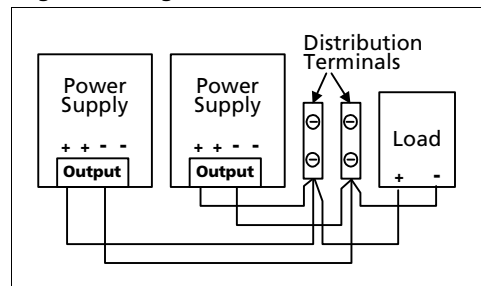 Distribution
Terminals
Power
Supply
+ + - -
Output
Power
Supply
+ + - -
Output
Load
+ -